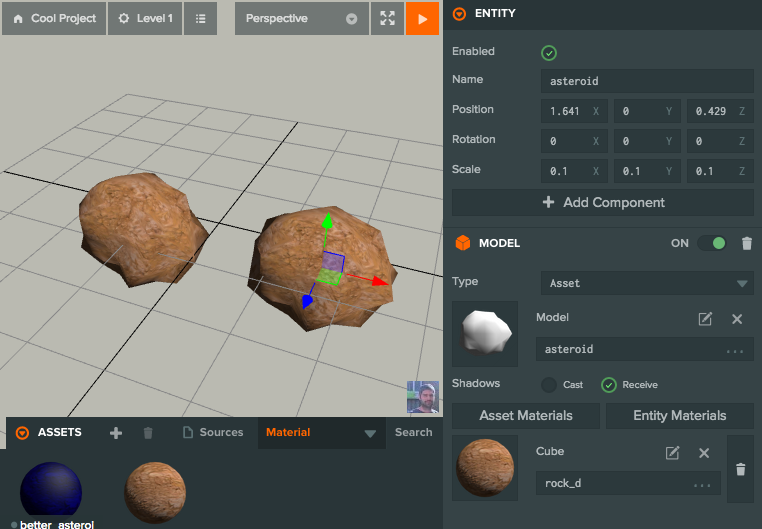 Cool Project
Level 1
Perspective
ENTITY
Enabled
Name
asteroid
Position
1.641 X 0 Y 0.429 Z
Rotation
0 X 0 Y 0 Z
Scale
0.1 X 0.1 Y 0.1 Z
Add Component
MODEL
ON
Type
Asset
Model
asteroid
...
Shadows
Cast
Receive
Asset Materials
Entity Materials
Cube
rock_d
...
ASSETS
Sources
Material
Search
better_asteroi